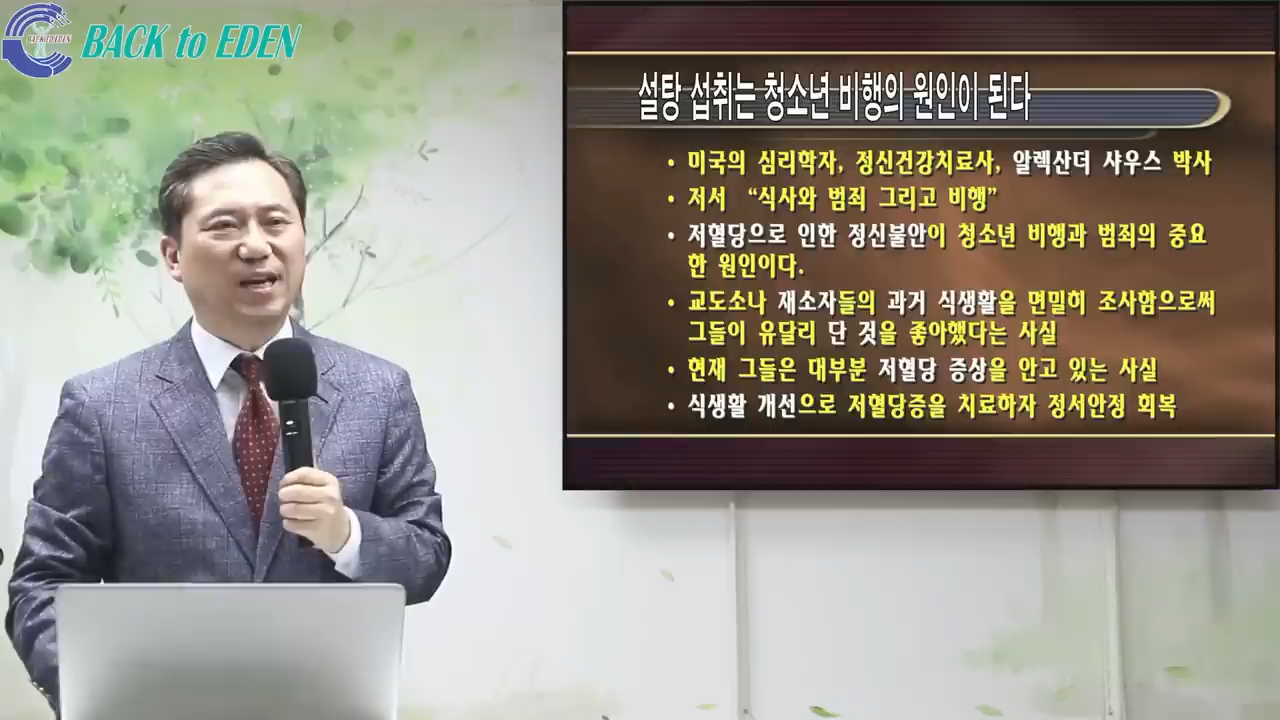 BACK to EDEN
설탕 섭취는 청소년 비행의 원인이 된다
• 미국의 심리학자, 정신건강치료사, 알렉산더 샤우스 박사
• 저서 “식사와 범죄 그리고 비행”
• 저혈당으로 인한 정신불안이 청소년 비행과 범죄의 중요
한 원인이다.
• 교도소나 재소자들의 과거 식생활을 면밀히 조사함으로써
그들이 유달리 단 것을 좋아했다는 사실
• 현재 그들은 대부분 저혈당 증상을 안고 있는 사실
• 식생활 개선으로 저혈당증을 치료하자 정서안정 회복